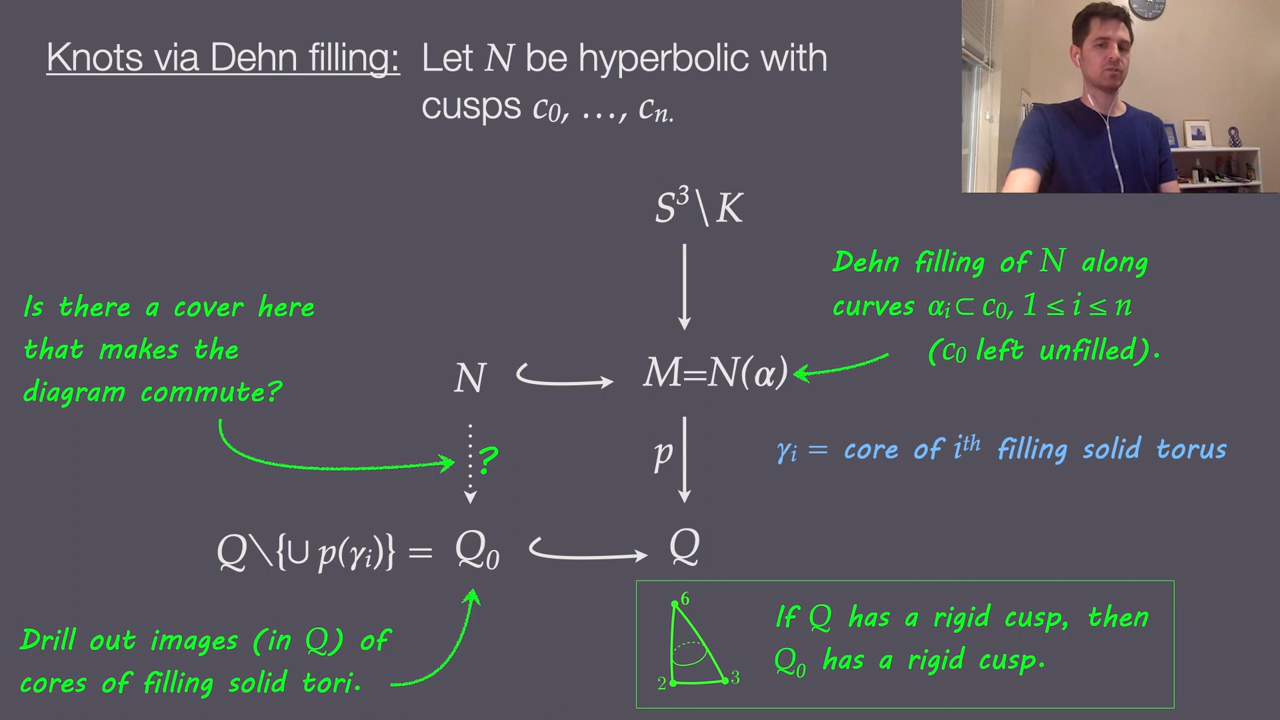 Knots via Dehn filling: Let N be hyperbolic with
cusps c₀, …, cₙ.
S³\K
Dehn filling of N along
curves αᵢ⊂ c₀, 1 ≤ i ≤ n
(c₀ left unfilled).
Is there a cover here
that makes the
diagram commute?
N
M=N(α)
?
p
γᵢ = core of iᵗʰ filling solid torus
Q\{∪ p(γᵢ)} = Q₀
Q
Drill out images (in Q) of
cores of filling solid tori.
6
2
3
If Q has a rigid cusp, then
Q₀ has a rigid cusp.